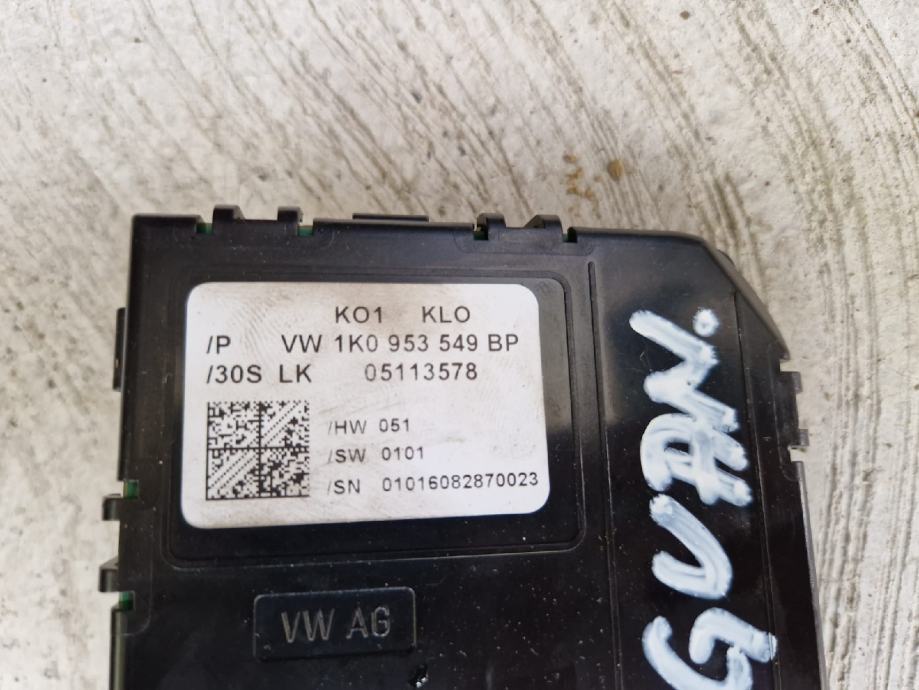 KO1 KLO
/P VW 1K0 953 549 BP
/30S LK 05113578
/HW 051
/SW 0101
/SN 01016082870023
VW AG